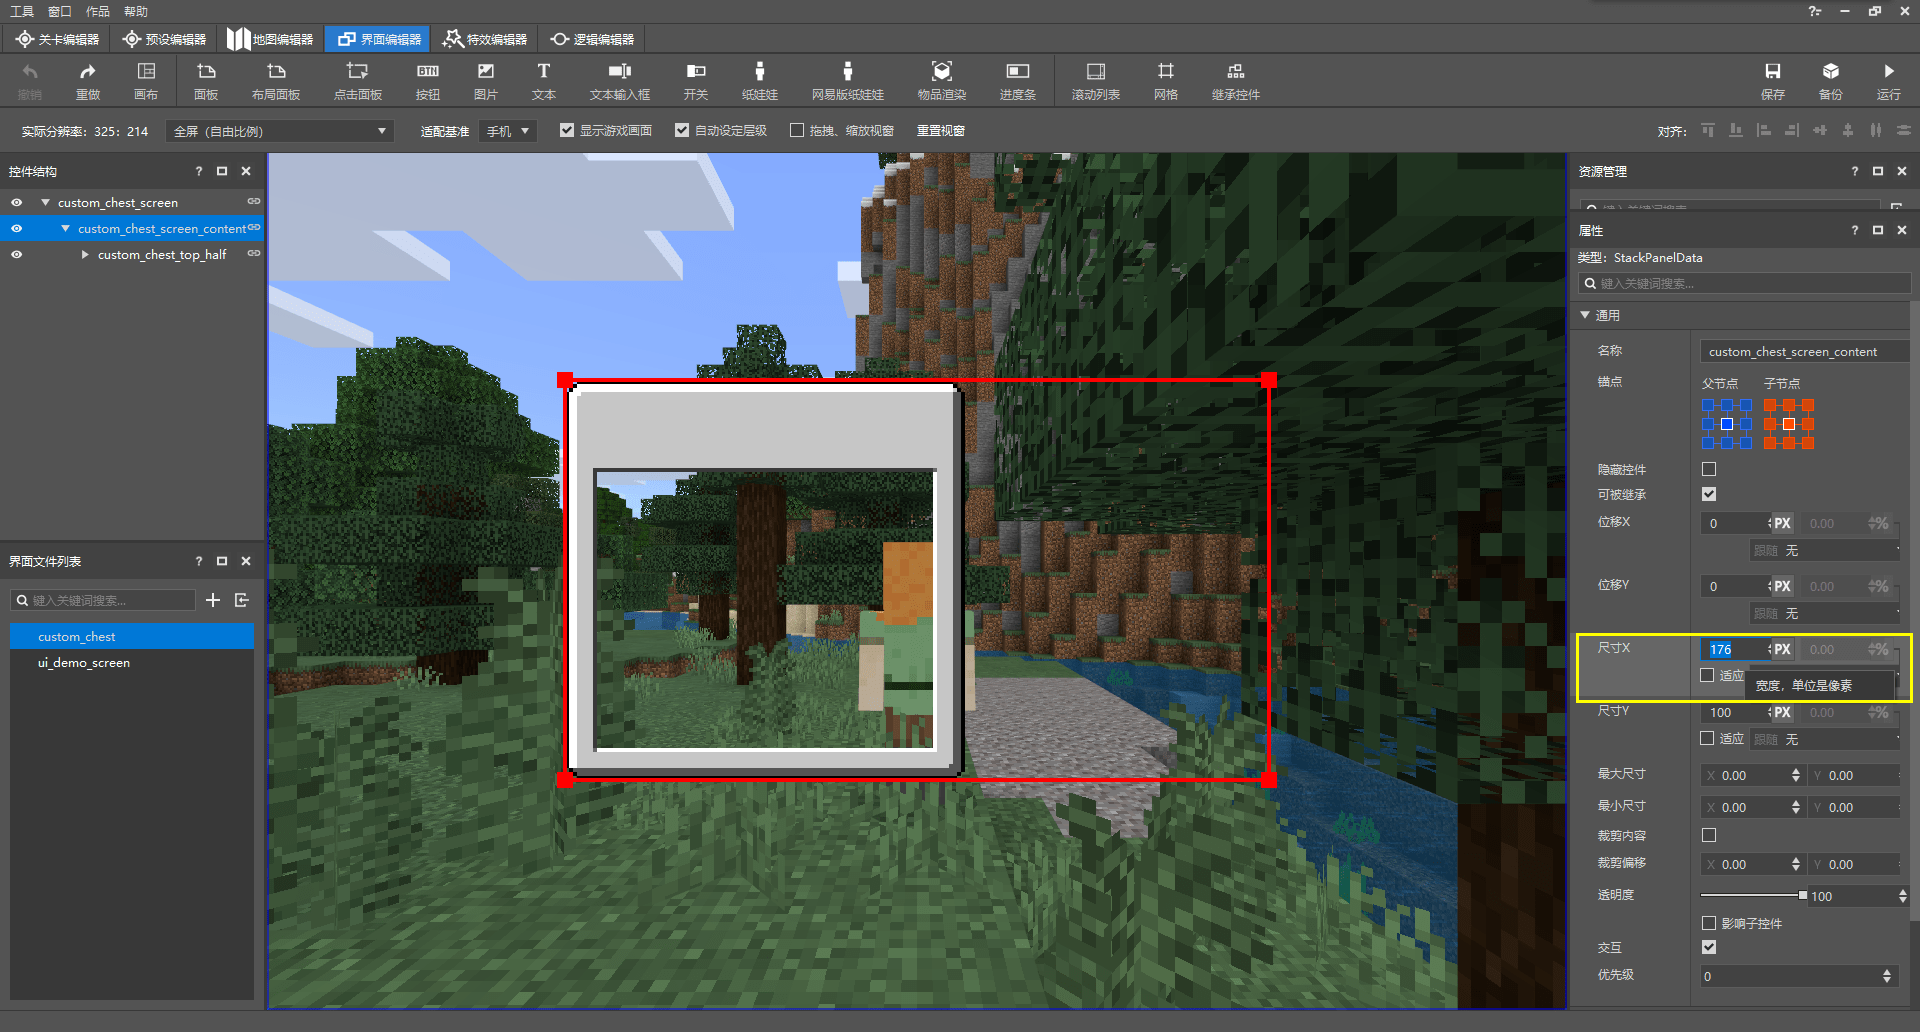 工具 窗口 作品 帮助
关卡编辑器 预设编辑器 地图编辑器 界面编辑器 特效编辑器 逻辑编辑器
撤销 重做 画布 面板 布局面板 点击面板 按钮 图片 文本 文本输入框 开关 纸娃娃 网易版纸娃娃 物品渲染 进度条 滚动列表 网格 继承控件 保存 备份 运行
实际分辨率：325：214 全屏（自由比例） 适配基准 手机 显示游戏画面 自动设定层级 拖拽、缩放视窗 重置视窗 对齐：
控件结构
custom_chest_screen
custom_chest_screen_content
custom_chest_top_half
界面文件列表
键入关键词搜索...
custom_chest
ui_demo_screen
资源管理
键入关键词搜索
属性
类型：StackPanelData
键入关键词搜索...
通用
名称 custom_chest_screen_content
锚点 父节点 子节点
隐藏控件
可被继承
位移X 0 PX 0.00 %
跟随 无
位移Y 0 PX 0.00 %
跟随 无
尺寸X 176 PX 0.00 %
适应
宽度，单位是像素
尺寸Y 100 PX 0.00 %
适应 跟随 无
最大尺寸 X 0.00 Y 0.00
最小尺寸 X 0.00 Y 0.00
裁剪内容
裁剪偏移 X 0.00 Y 0.00
透明度 100
影响子控件
交互
优先级 0